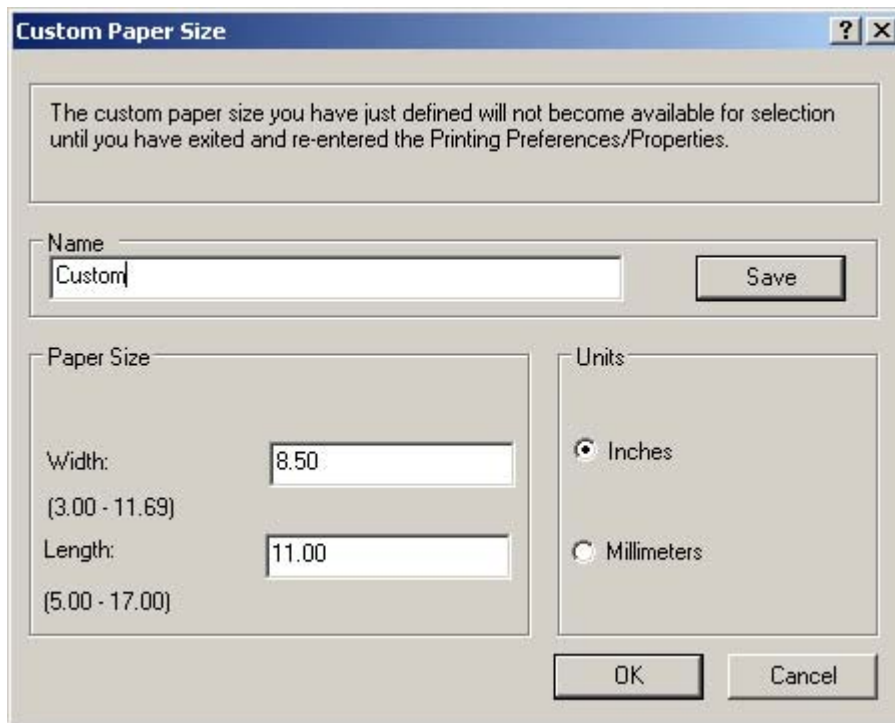 Custom Paper Size
The custom paper size you have just defined will not become available for selection
until you have exited and re-entered the Printing Preferences/Properties.
Name
Custom
Save
Paper Size
Width:
8.50
(3.00 - 11.69)
Length:
11.00
(5.00 - 17.00)
Units
Inches
Millimeters
OK
Cancel